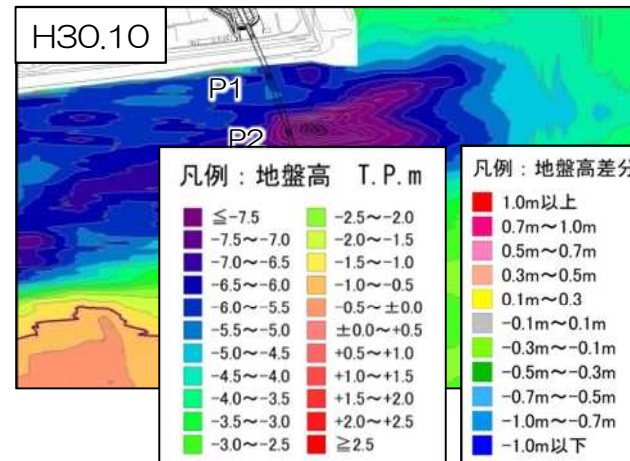 H30.10
P1
P2
凡例：地盤高 T.P.m
≦-7.5
-7.5～-7.0
-7.0～-6.5
-6.5～-6.0
-6.0～-5.5
-5.5～-5.0
-5.0～-4.5
-4.5～-4.0
-4.0～-3.5
-3.5～-3.0
-3.0～-2.5
-2.5～-2.0
-2.0～-1.5
-1.5～-1.0
-1.0～-0.5
-0.5～±0.0
±0.0～+0.5
+0.5～+1.0
+1.0～+1.5
+1.5～+2.0
+2.0～+2.5
≧2.5
凡例：地盤高差分
1.0m以上
0.7m～1.0m
0.5m～0.7m
0.3m～0.5m
0.1m～0.3
-0.1m～0.1m
-0.3m～-0.1m
-0.5m～-0.3m
-0.7m～-0.5m
-1.0m～-0.7m
-1.0m以下